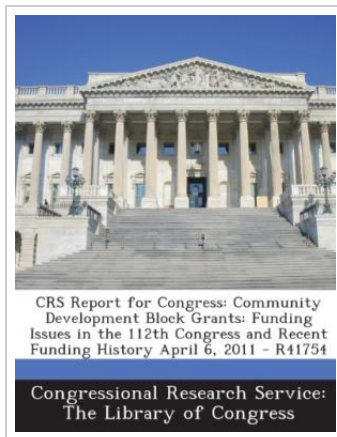 CRS Report for Congress: Community
Development Block Grants: Funding
Issues in the 112th Congress and Recent
Funding History April 6, 2011 - R41754
Congressional Research Service:
The Library of Congress